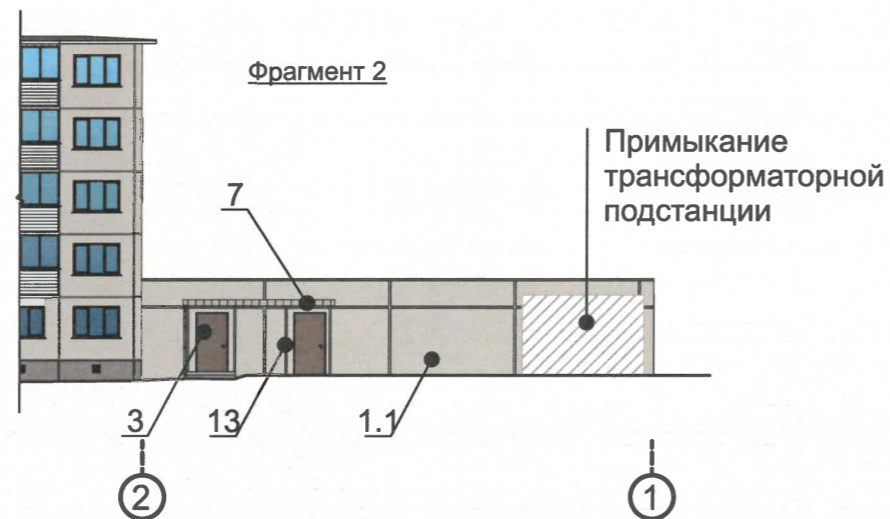 Фрагмент 2
Примыкание
трансформаторной
подстанции
7
3
13
1.1
2
1